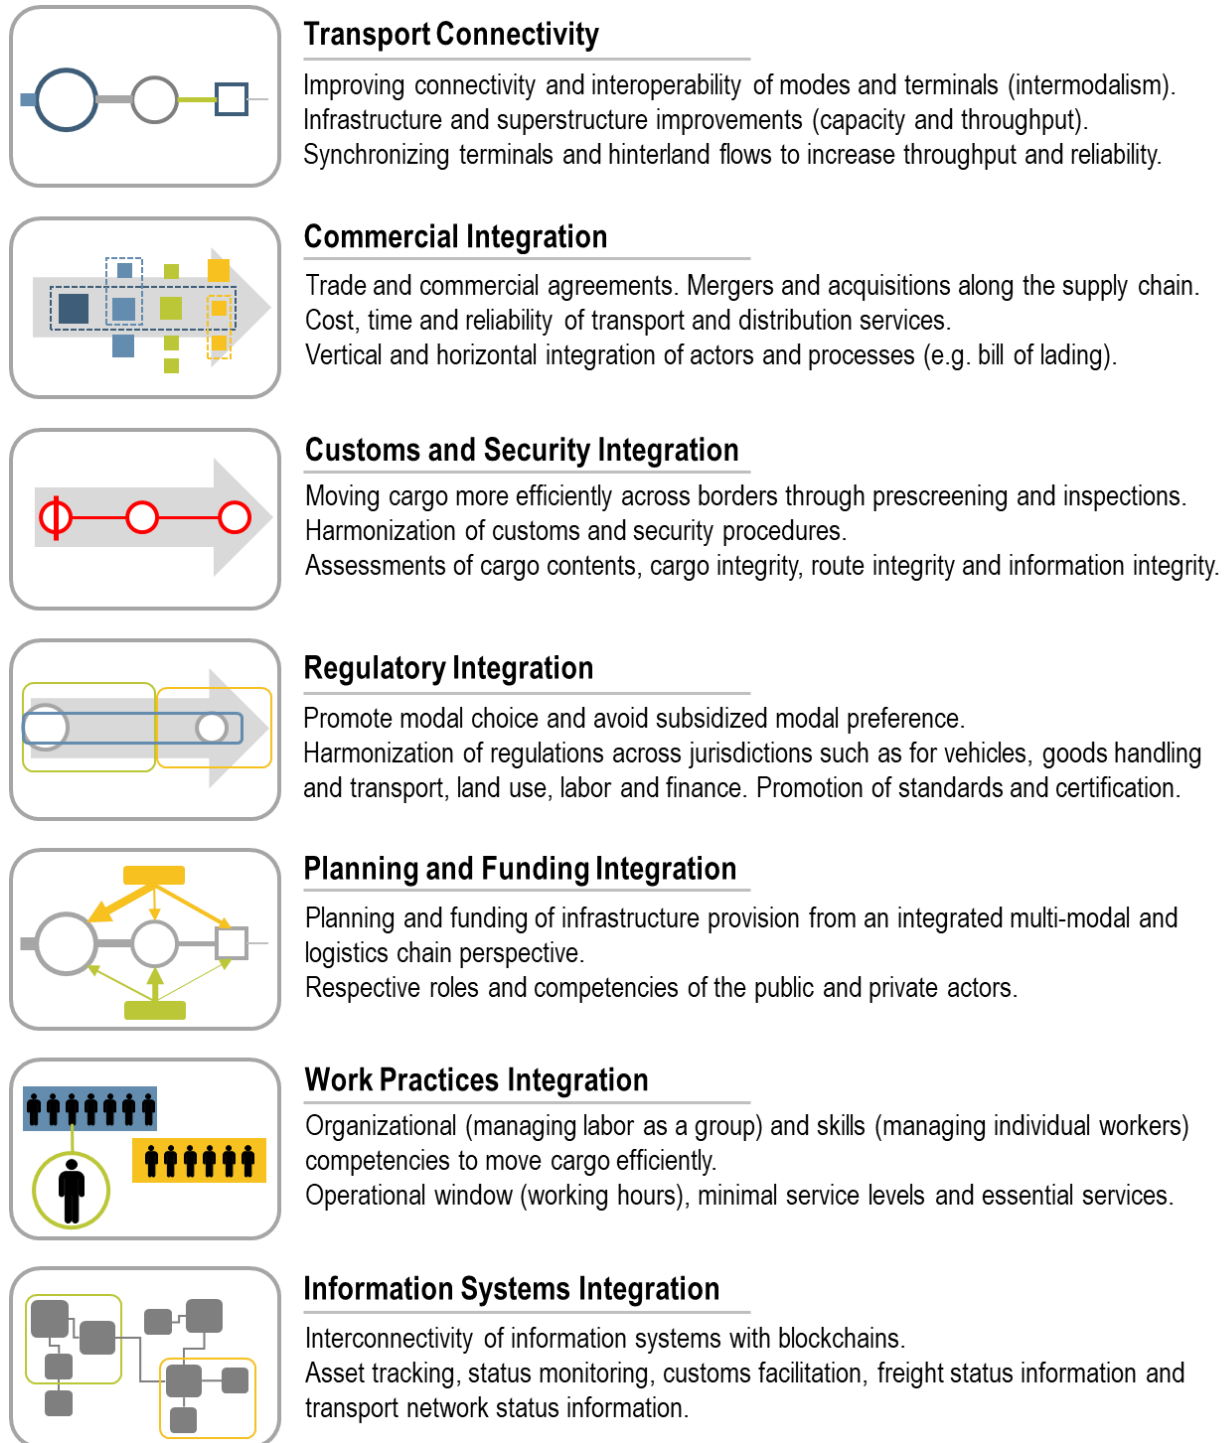 Transport Connectivity
Improving connectivity and interoperability of modes and terminals (intermodalism).
Infrastructure and superstructure improvements (capacity and throughput).
Synchronizing terminals and hinterland flows to increase throughput and reliability.
Commercial Integration
Trade and commercial agreements. Mergers and acquisitions along the supply chain.
Cost, time and reliability of transport and distribution services.
Vertical and horizontal integration of actors and processes (e.g. bill of lading).
Customs and Security Integration
Moving cargo more efficiently across borders through prescreening and inspections.
Harmonization of customs and security procedures.
Assessments of cargo contents, cargo integrity, route integrity and information integrity.
Regulatory Integration
Promote modal choice and avoid subsidized modal preference.
Harmonization of regulations across jurisdictions such as for vehicles, goods handling
and transport, land use, labor and finance. Promotion of standards and certification.
Planning and Funding Integration
Planning and funding of infrastructure provision from an integrated multi-modal and
logistics chain perspective.
Respective roles and competencies of the public and private actors.
Work Practices Integration
Organizational (managing labor as a group) and skills (managing individual workers)
competencies to move cargo efficiently.
Operational window (working hours), minimal service levels and essential services.
Information Systems Integration
Interconnectivity of information systems with blockchains.
Asset tracking, status monitoring, customs facilitation, freight status information and
transport network status information.